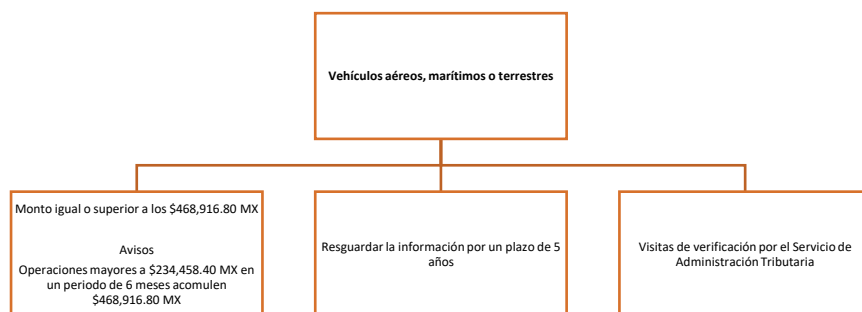 Vehículos aéreos, marítimos o terrestres
Monto igual o superior a los $468,916.80 MX
Avisos
Operaciones mayores a $234,458.40 MX en
un periodo de 6 meses acomulen
$468,916.80 MX
Resguardar la información por un plazo de 5
años
Visitas de verificación por el Servicio de
Administración Tributaria